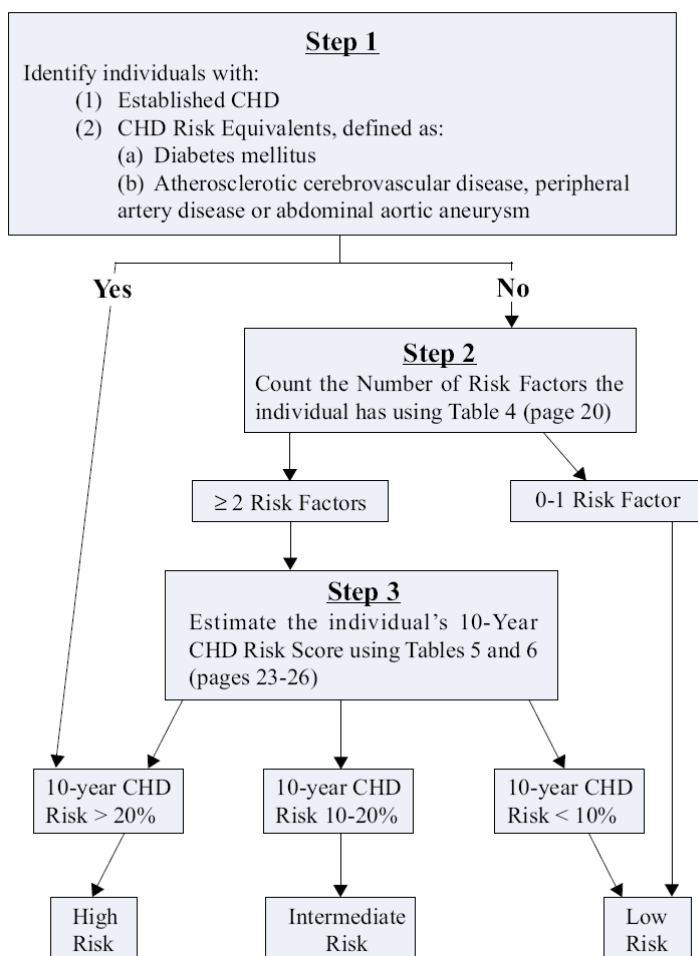 Step 1
Identify individuals with:
(1) Established CHD
(2) CHD Risk Equivalents, defined as:
(a) Diabetes mellitus
(b) Atherosclerotic cerebrovascular disease, peripheral
artery disease or abdominal aortic aneurysm
Yes
No
Step 2
Count the Number of Risk Factors the
individual has using Table 4 (page 20)
≥ 2 Risk Factors
0-1 Risk Factor
Step 3
Estimate the individual's 10-Year
CHD Risk Score using Tables 5 and 6
(pages 23-26)
10-year CHD
Risk > 20%
10-year CHD
Risk 10-20%
10-year CHD
Risk < 10%
High
Risk
Intermediate
Risk
Low
Risk